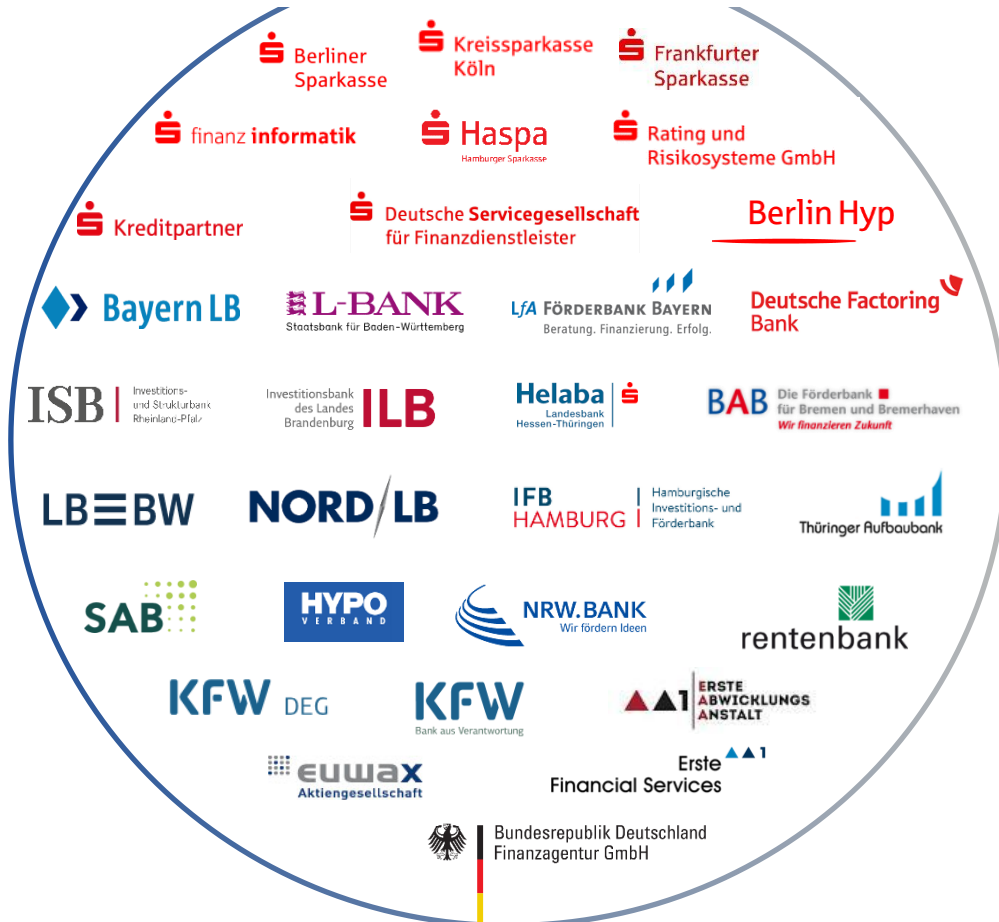 Berliner
Sparkasse
Kreissparkasse
Köln
Frankfurter
Sparkasse
finanz informatik
Haspa
Hamburger Sparkasse
Rating und
Risikosysteme GmbH
Kreditpartner
Deutsche Servicegesellschaft
für Finanzdienstleister
Berlin Hyp
Bayern LB
L-BANK
Staatsbank für Baden-Württemberg
LfA FÖRDERBANK BAYERN
Beratung. Finanzierung. Erfolg.
Deutsche Factoring
Bank
ISB
Investitions-
und Strukturbank
Rheinland-Pfalz
Investitionsbank
des Landes
Brandenburg
ILB
Helaba
Landesbank
Hessen-Thüringen
BAB
Die Förderbank
für Bremen und Bremerhaven
Wir finanzieren Zukunft
LBBW
NORD/LB
IFB
HAMBURG
Hamburgische
Investitions- und
Förderbank
Thüringer Aufbaubank
SAB
HYPO
VERBAND
NRW.BANK
Wir fördern Ideen
rentenbank
KFW DEG
KFW
Bank aus Verantwortung
1
ERSTE
ABWICKLUNGS
ANSTALT
euwax
Aktiengesellschaft
Erste 1
Financial Services
Bundesrepublik Deutschland
Finanzagentur GmbH